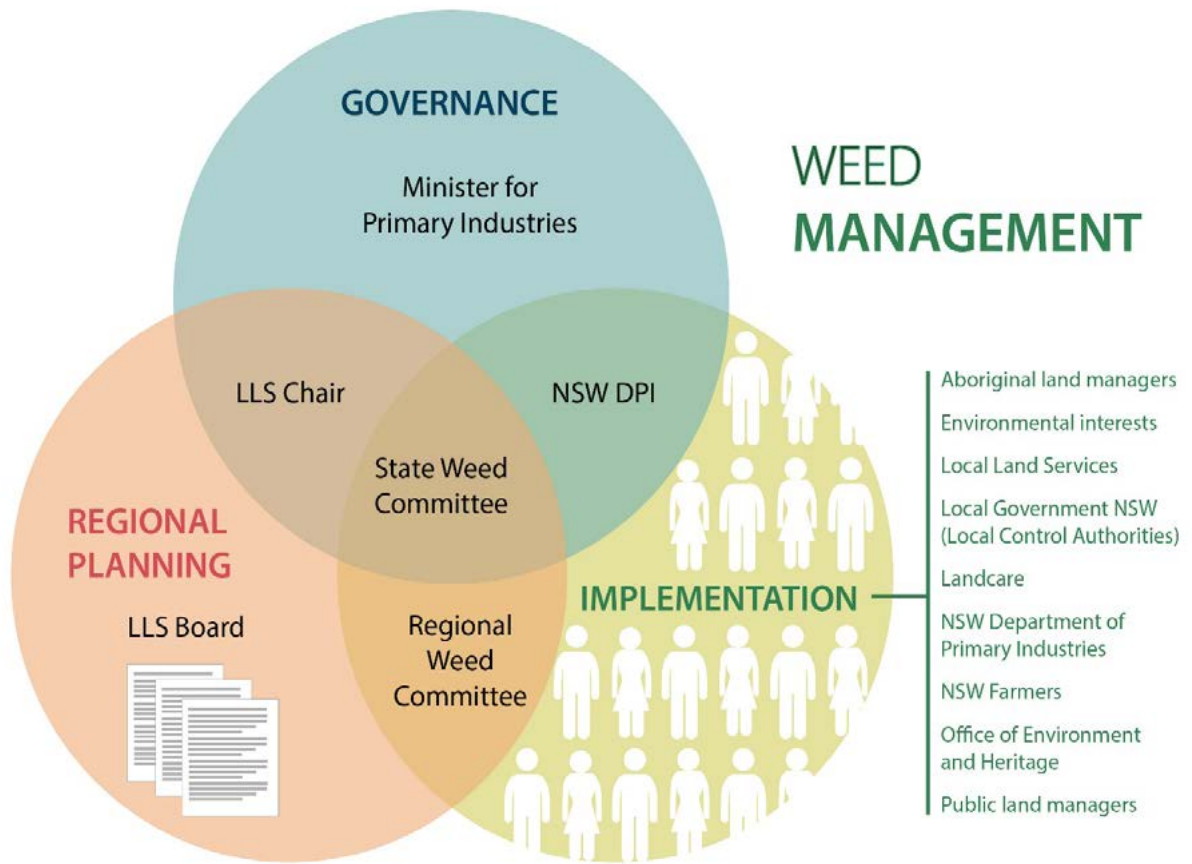 GOVERNANCE
Minister for
Primary Industries
WEED
MANAGEMENT
LLS Chair
NSW DPI
State Weed
Committee
REGIONAL
PLANNING
LLS Board
Regional
Weed
Committee
IMPLEMENTATION
Aboriginal land managers
Environmental interests
Local Land Services
Local Government NSW
(Local Control Authorities)
Landcare
NSW Department of
Primary Industries
NSW Farmers
Office of Environment
and Heritage
Public land managers